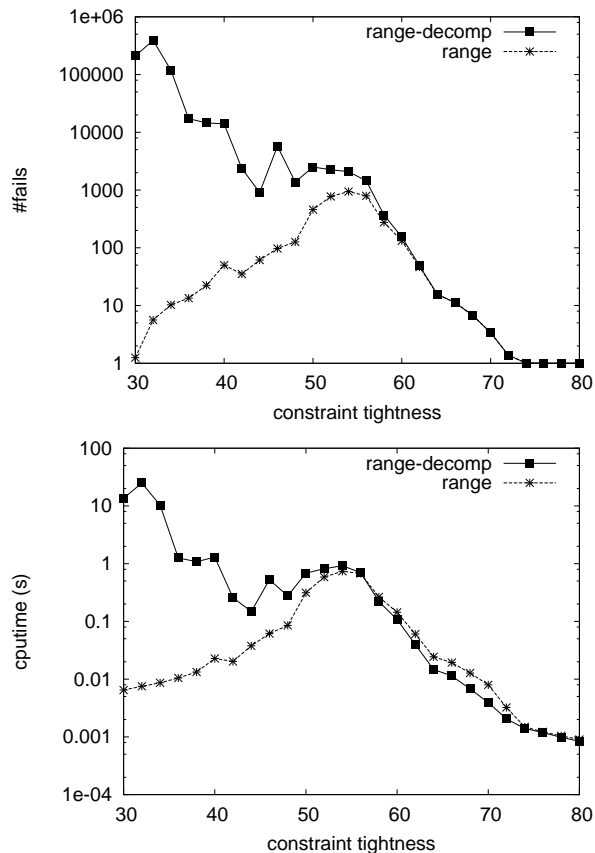 1e+06
100000
10000
1000
100
10
1
#fails
range-decomp
range
30 40 50 60 70 80
constraint tightness
100
10
1
0.1
0.01
0.001
1e-04
cputime (s)
range-decomp
range
30 40 50 60 70 80
constraint tightness